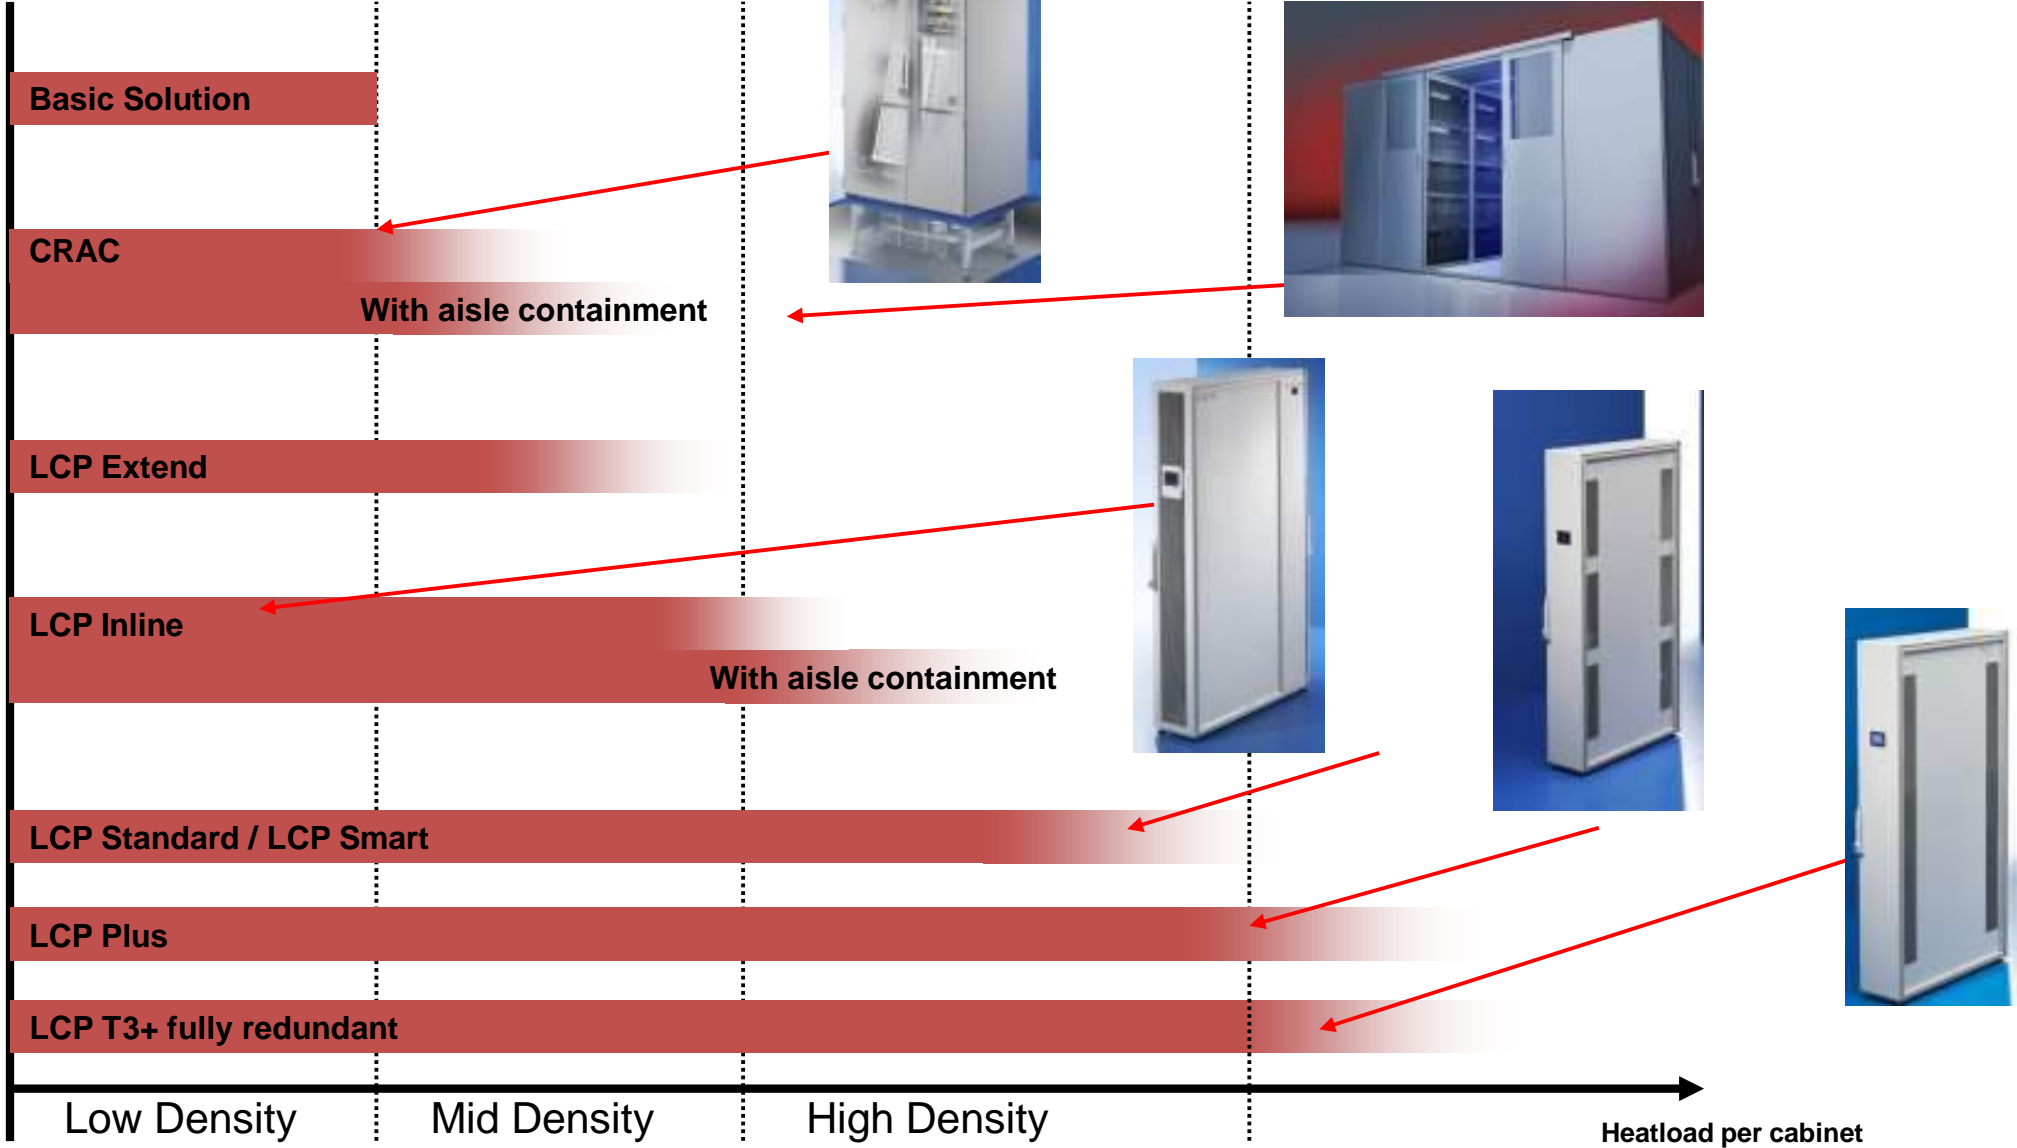 Basic Solution
CRAC
With aisle containment
LCP Extend
LCP Inline
With aisle containment
LCP Standard / LCP Smart
LCP Plus
LCP T3+ fully redundant
Low Density
Mid Density
High Density
Heatload per cabinet